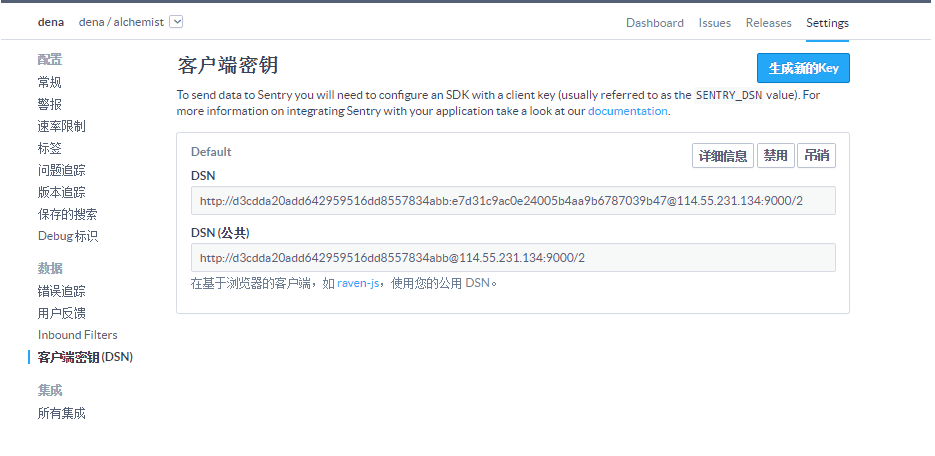 dena dena / alchemist Dashboard Issues Releases Settings
配置
常规
警报
速率限制
标签
问题追踪
版本追踪
保存的搜索
Debug 标识
数据
错误追踪
用户反馈
Inbound Filters
客户端密钥 (DSN)
集成
所有集成
客户端密钥
生成新的Key
To send data to Sentry you will need to configure an SDK with a client key (usually referred to as the SENTRY_DSN value). For
more information on integrating Sentry with your application take a look at our documentation.
Default
详细信息 禁用 吊销
DSN
http://d3cdda20add642959516dd8557834abb:e7d31c9ac0e24005b4aa9b6787039b47@114.55.231.134:9000/2
DSN (公共)
http://d3cdda20add642959516dd8557834abb@114.55.231.134:9000/2
在基于浏览器的客户端，如 raven-js，使用您的公用 DSN。